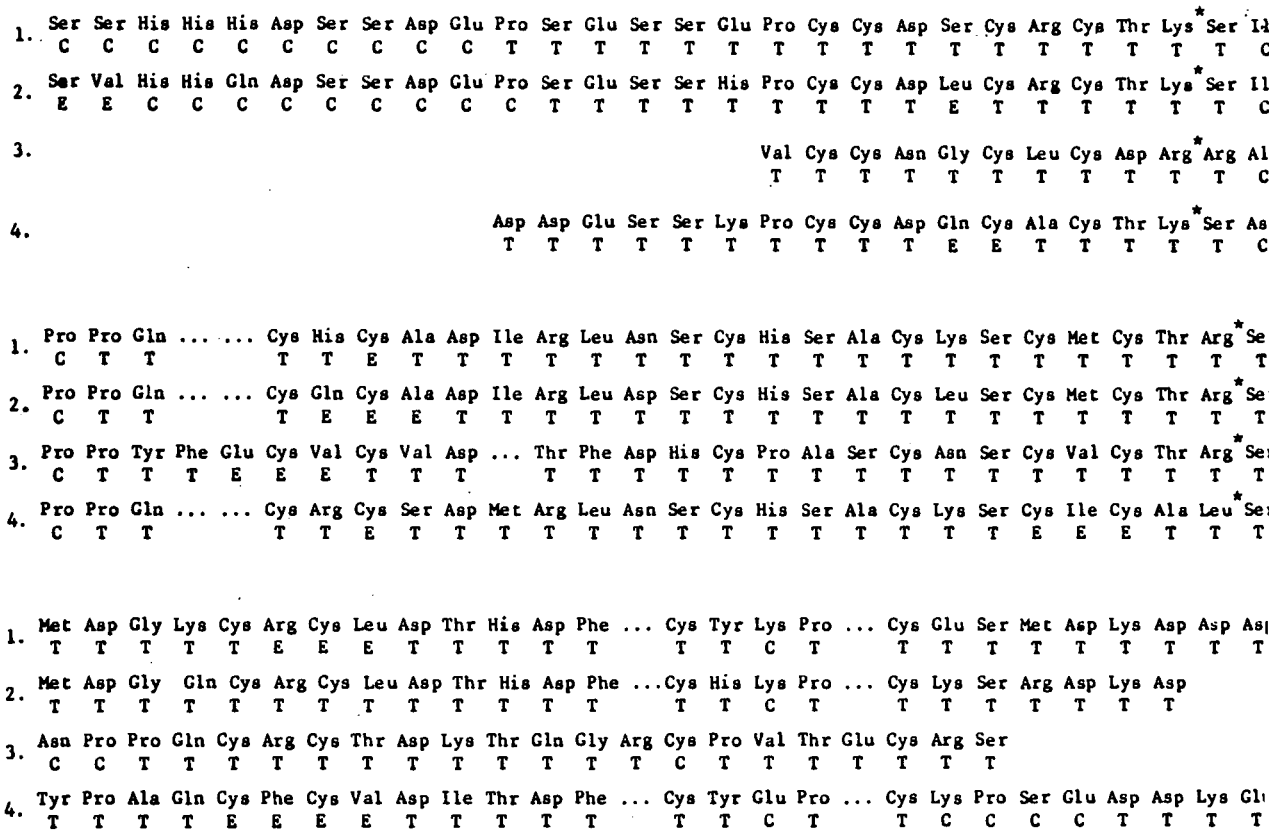 1. Ser Ser His His His Asp Ser Ser Asp Glu Pro Ser Glu Ser Ser Glu Pro Cys Cys Asp Ser Cys Arg Cys Thr Lys* Ser Il
C C C C C C C C C C T T T T T T T T T T T T T T T T T C
2. Ser Val His His Gln Asp Ser Ser Asp Glu Pro Ser Glu Ser Ser His Pro Cys Cys Asp Leu Cys Arg Cys Thr Lys* Ser Il
E E C C C C C C C C C T T T T T T T T T E T T T T T T C
3. Val Cys Cys Asn Gly Cys Leu Cys Asp Arg* Arg Al
T T T T T T T T T T T C
4. Asp Asp Glu Ser Ser Lys Pro Cys Cys Asp Gln Cys Ala Cys Thr Lys* Ser As
T T T T T T T T T T E E T T T T T C
1. Pro Pro Gln ... ... Cys His Cys Ala Asp Ile Arg Leu Asn Ser Cys His Ser Ala Cys Lys Ser Cys Met Cys Thr Arg* Se
C T T T T E T T T T T T T T T T T T T T T T T T T T
2. Pro Pro Gln ... ... Cys Gln Cys Ala Asp Ile Arg Leu Asp Ser Cys His Ser Ala Cys Leu Ser Cys Met Cys Thr Arg* Se
C T T T E E E T T T T T T T T T T T T T T T T T T T
3. Pro Pro Tyr Phe Glu Cys Val Cys Val Asp ... Thr Phe Asp His Cys Pro Ala Ser Cys Asn Ser Cys Val Cys Thr Arg* Ser
C T T T E E E T T T T T T T T T T T T T T T T T T T T
4. Pro Pro Gln ... ... Cys Arg Cys Ser Asp Met Arg Leu Asn Ser Cys His Ser Ala Cys Lys Ser Cys Ile Cys Ala Leu* Ser
C T T T T E T T T T T T T T T T T T T T E E E T T T
1. Met Asp Gly Lys Cys Arg Cys Leu Asp Thr His Asp Phe ... Cys Tyr Lys Pro ... Cys Glu Ser Met Asp Lys Asp Asp Asp
T T T T T E E E T T T T T T T C T T T T T T T T T T
2. Met Asp Gly Gln Cys Arg Cys Leu Asp Thr His Asp Phe ... Cys His Lys Pro ... Cys Lys Ser Arg Asp Lys Asp
T T T T T T T T T T T T T T T C T T T T T T T T
3. Asn Pro Pro Gln Cys Arg Cys Thr Asp Lys Thr Gln Gly Arg Cys Pro Val Thr Glu Cys Arg Ser
C C T T T T T T T T T T T T C T T T T T T T
4. Tyr Pro Ala Gln Cys Phe Cys Val Asp Ile Thr Asp Phe ... Cys Tyr Glu Pro ... Cys Lys Pro Ser Glu Asp Asp Lys Glu
T T T T E E E E T T T T T T T C T T C C C C T T T